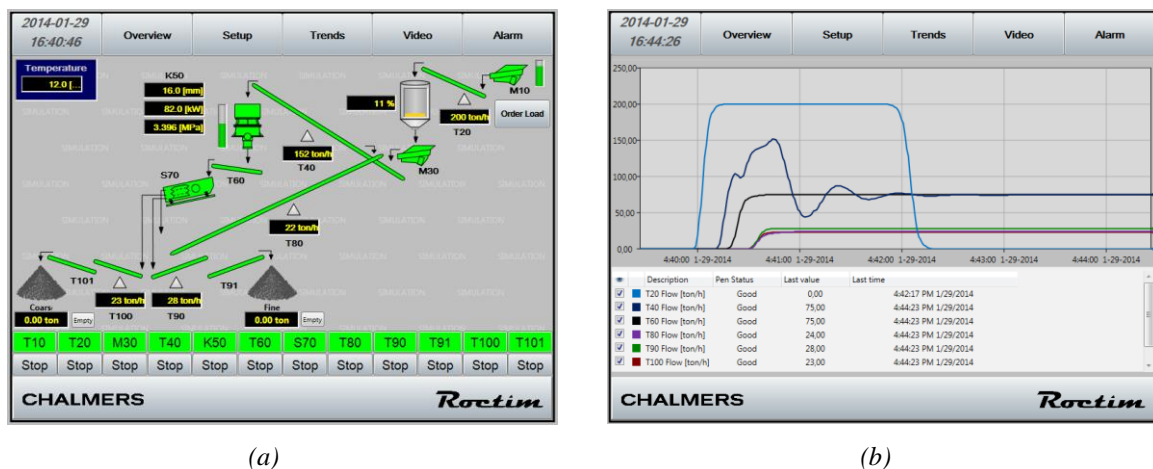 2014-01-29
16:40:46
Overview
Setup
Trends
Video
Alarm
Temperature
12.0 [...
K50
16.0 [mm]
82.0 [kW]
3.396 [MPa]
11 %
M10
200 ton/h
T20
Order Load
152 ton/h
T40
M30
S70
T60
22 ton/h
T80
T101
T91
23 ton/h
T100
28 ton/h
T90
Coars
0.00 ton
Empty
Fine
0.00 ton
Empty
SIMULATION
T10 T20 M30 T40 K50 T60 S70 T80 T90 T91 T100 T101
Stop Stop Stop Stop Stop Stop Stop Stop Stop Stop Stop Stop
CHALMERS
Roctim
(a)
2014-01-29
16:44:26
Overview
Setup
Trends
Video
Alarm
250,00
200,00
150,00
100,00
50,00
0,00
4:40:00 1-29-2014 4:41:00 1-29-2014 4:42:00 1-29-2014 4:43:00 1-29-2014 4:44:00 1-29-2014
Description Pen Status Last value Last time
T20 Flow [ton/h] Good 0,00 4:42:17 PM 1/29/2014
T40 Flow [ton/h] Good 75,00 4:44:23 PM 1/29/2014
T60 Flow [ton/h] Good 75,00 4:44:23 PM 1/29/2014
T80 Flow [ton/h] Good 24,00 4:44:23 PM 1/29/2014
T90 Flow [ton/h] Good 28,00 4:44:23 PM 1/29/2014
T100 Flow [ton/h] Good 23,00 4:44:23 PM 1/29/2014
CHALMERS
Roctim
(b)